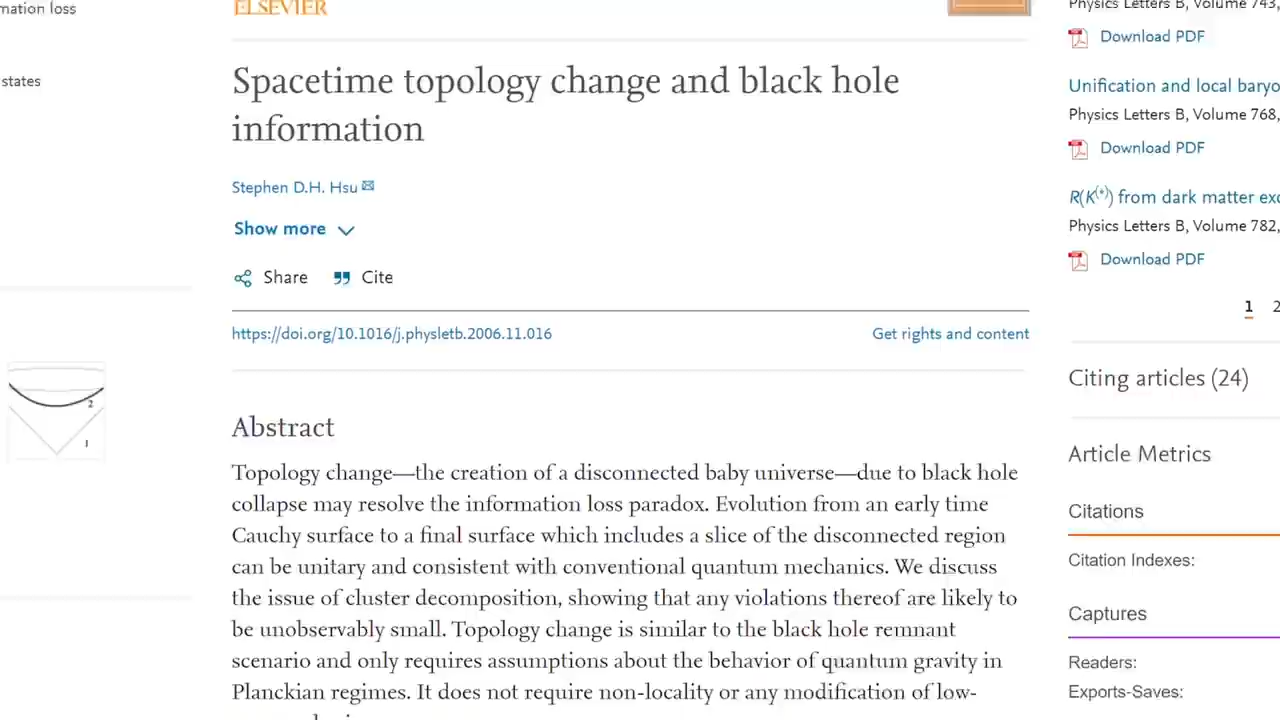 mation loss
states
2
1
ELSEVIER
Spacetime topology change and black hole
information
Stephen D.H. Hsu
Show more
Share Cite
https://doi.org/10.1016/j.physletb.2006.11.016 Get rights and content
Abstract
Topology change—the creation of a disconnected baby universe—due to black hole
collapse may resolve the information loss paradox. Evolution from an early time
Cauchy surface to a final surface which includes a slice of the disconnected region
can be unitary and consistent with conventional quantum mechanics. We discuss
the issue of cluster decomposition, showing that any violations thereof are likely to
be unobservably small. Topology change is similar to the black hole remnant
scenario and only requires assumptions about the behavior of quantum gravity in
Planckian regimes. It does not require non-locality or any modification of low-
Physics Letters B, Volume 743,
Download PDF
Unification and local baryo
Physics Letters B, Volume 768,
Download PDF
R(K(*)) from dark matter exc
Physics Letters B, Volume 782,
Download PDF
1 2
Citing articles (24)
Article Metrics
Citations
Citation Indexes:
Captures
Readers:
Exports-Saves: